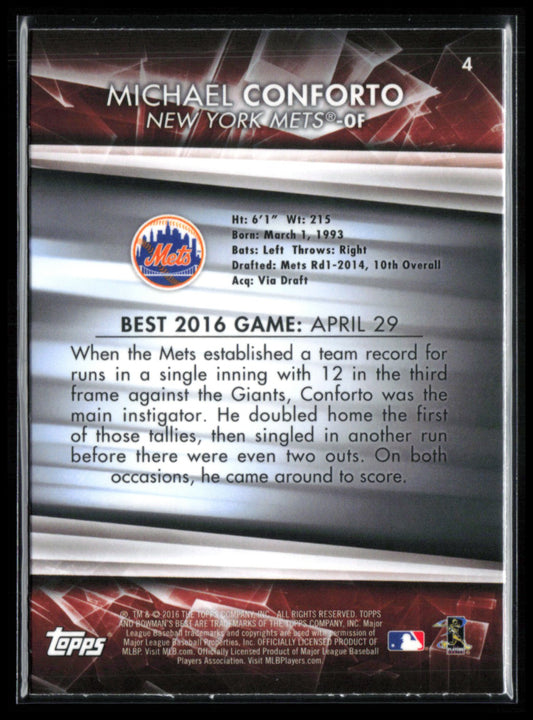 4
MICHAEL CONFORTO
NEW YORK METS®-OF
Mets
Ht: 6'1" Wt: 215
Born: March 1, 1993
Bats: Left Throws: Right
Drafted: Mets Rd1-2014, 10th Overall
Acq: Via Draft
BEST 2016 GAME: APRIL 29
When the Mets established a team record for
runs in a single inning with 12 in the third
frame against the Giants, Conforto was the
main instigator. He doubled home the first
of those tallies, then singled in another run
before there were even two outs. On both
occasions, he came around to score.
® TM & © 2016 THE TOPPS COMPANY, INC. ALL RIGHTS RESERVED. TOPPS
AND BOWMAN'S BEST ARE TRADEMARKS OF THE TOPPS COMPANY, INC. Major
League Baseball trademarks and copyrights are used with permission of
Major League Baseball Properties, Inc. OFFICIALLY LICENSED PRODUCT OF
MLBP. Visit MLB.com. Officially Licensed Product of Major League Baseball
Players Association. Visit MLBPlayers.com.
TOPPS